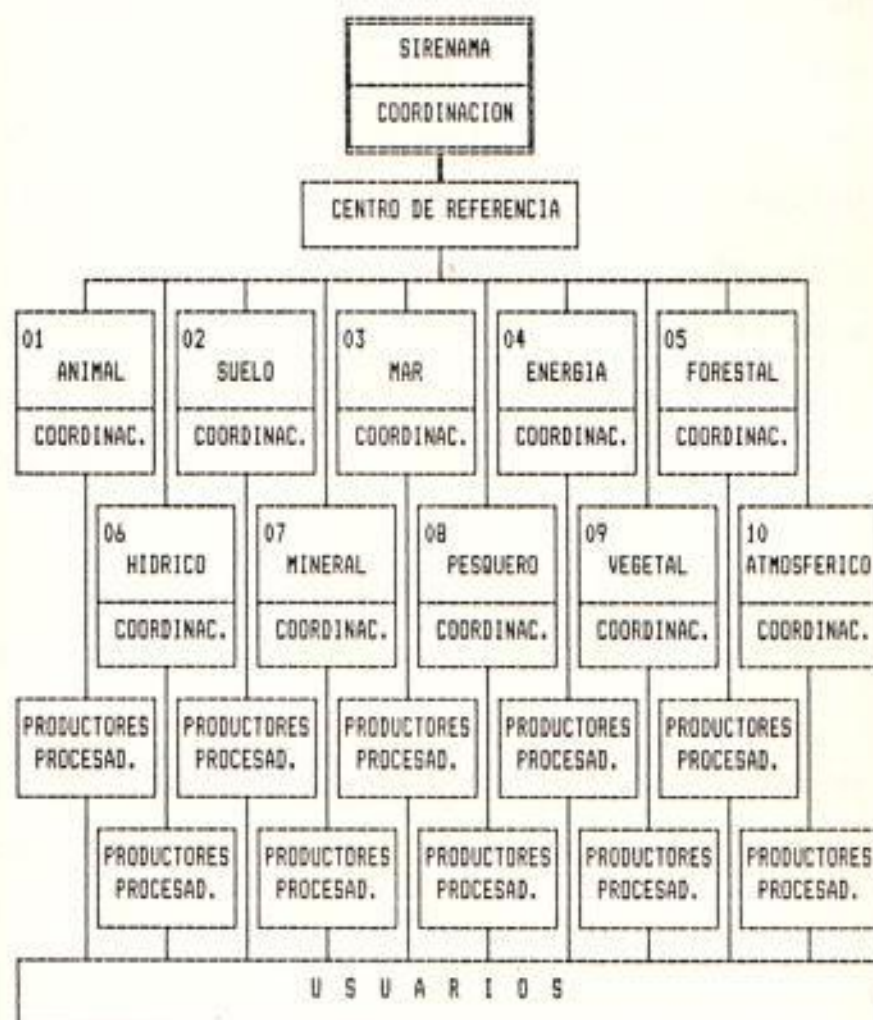 SIRENAMA
COORDINACION
CENTRO DE REFERENCIA
01 02 03 04 05
ANIMAL SUELO MAR ENERGIA FORESTAL
COORDINAC. COORDINAC. COORDINAC. COORDINAC. COORDINAC.
06 07 08 09 10
HIDRICO MINERAL PESQUERO VEGETAL ATMOSFERICO
COORDINAC. COORDINAC. COORDINAC. COORDINAC. COORDINAC.
PRODUCTORES PRODUCTORES PRODUCTORES PRODUCTORES PRODUCTORES
PROCESAD. PROCESAD. PROCESAD. PROCESAD. PROCESAD.
PRODUCTORES PRODUCTORES PRODUCTORES PRODUCTORES PRODUCTORES
PROCESAD. PROCESAD. PROCESAD. PROCESAD. PROCESAD.
U S U A R I O S